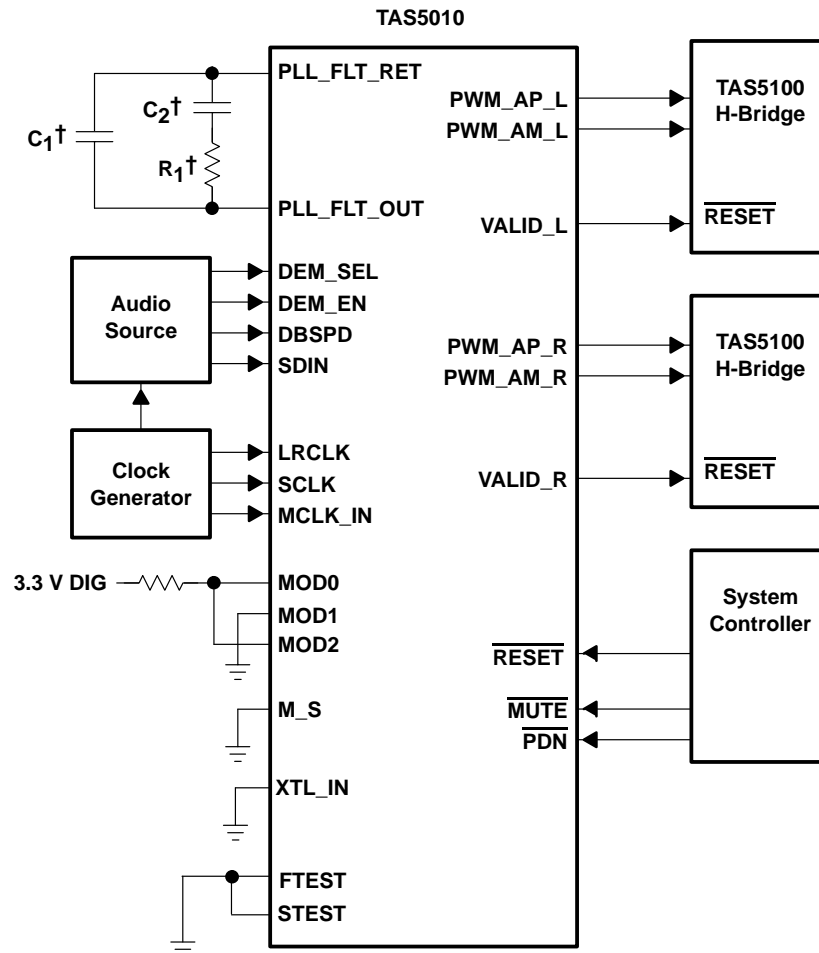 TAS5010
PLL_FLT_RET
C2†
C1†
R1†
PLL_FLT_OUT
Audio
Source
DEM_SEL
DEM_EN
DBSPD
SDIN
Clock
Generator
LRCLK
SCLK
MCLK_IN
3.3 V DIG
MOD0
MOD1
MOD2
M_S
XTL_IN
FTEST
STEST
PWM_AP_L
PWM_AM_L
VALID_L
TAS5100
H-Bridge
RESET
PWM_AP_R
PWM_AM_R
VALID_R
TAS5100
H-Bridge
RESET
System
Controller
RESET
MUTE
PDN